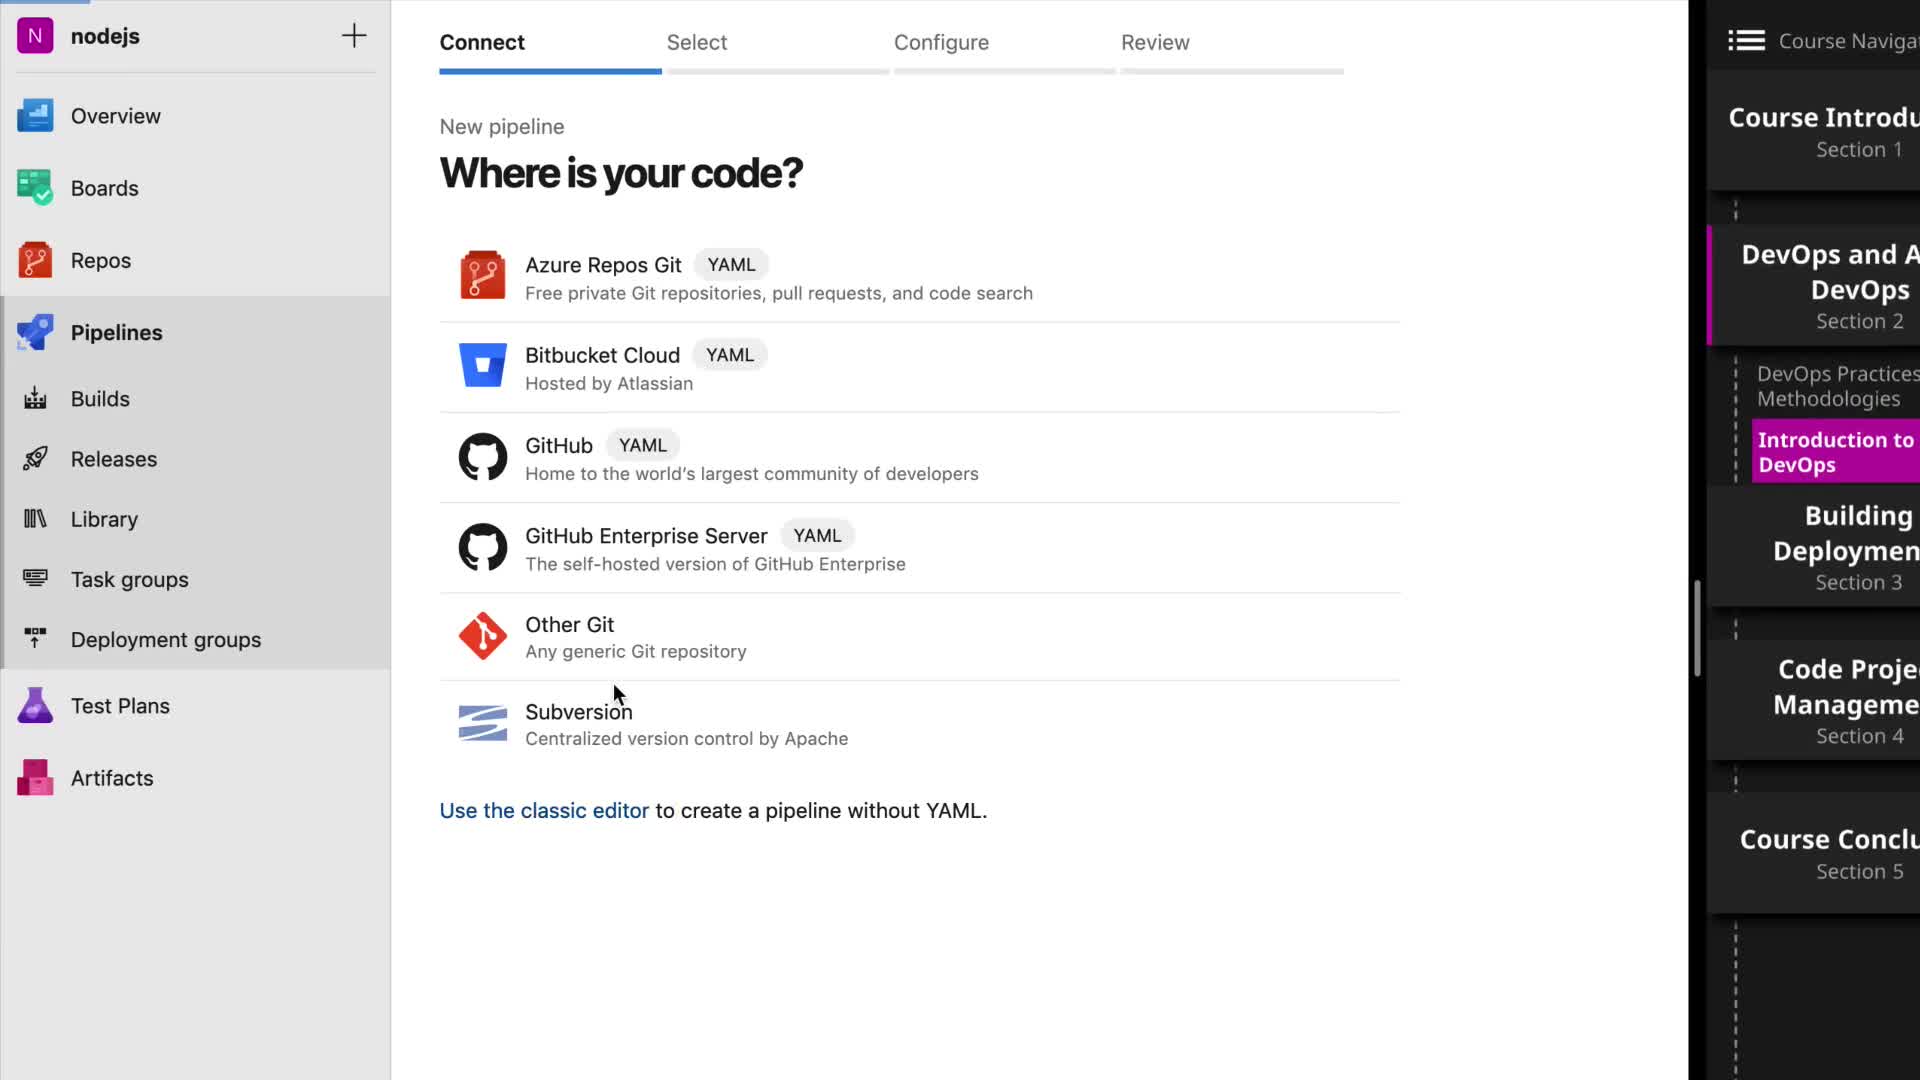 N
nodejs
Overview
Boards
Repos
Pipelines
Builds
Releases
Library
Task groups
Deployment groups
Test Plans
Artifacts
Connect
Select
Configure
Review
New pipeline
Where is your code?
Azure Repos Git YAML
Free private Git repositories, pull requests, and code search
Bitbucket Cloud YAML
Hosted by Atlassian
GitHub YAML
Home to the world's largest community of developers
GitHub Enterprise Server YAML
The self-hosted version of GitHub Enterprise
Other Git
Any generic Git repository
Subversion
Centralized version control by Apache
Use the classic editor to create a pipeline without YAML.
Course Navigat
Course Introdu
Section 1
DevOps and A
DevOps
Section 2
DevOps Practices
Methodologies
Introduction to
DevOps
Building
Deploymen
Section 3
Code Proje
Manageme
Section 4
Course Conclu
Section 5